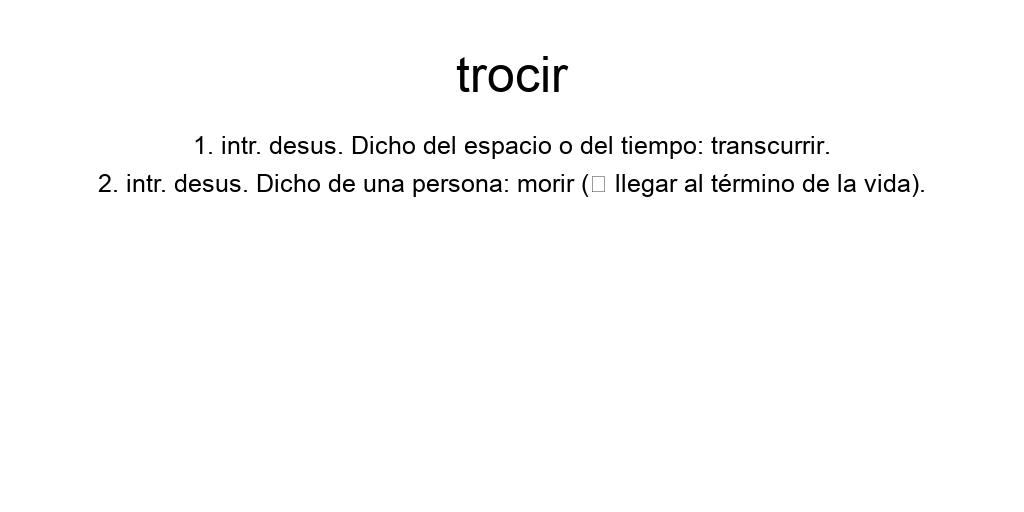 trocir
1. intr. desus. Dicho del espacio o del tiempo: transcurrir.
2. intr. desus. Dicho de una persona: morir (□ llegar al término de la vida).